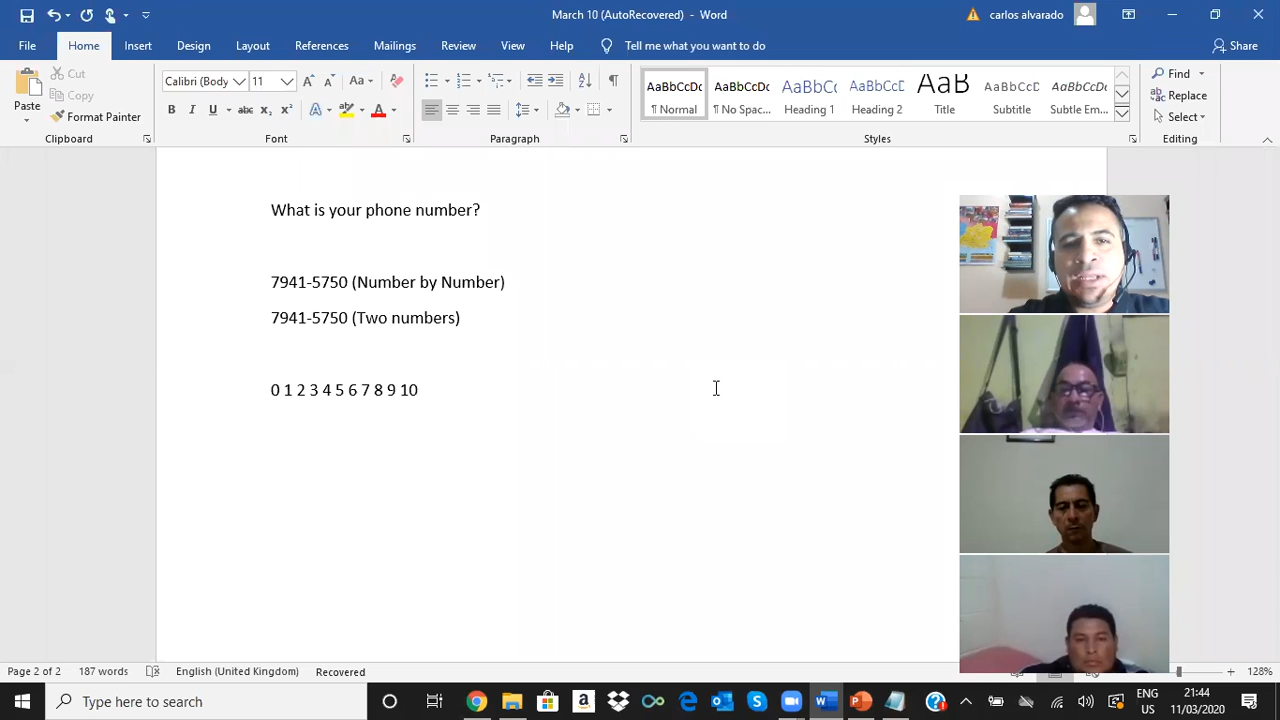 March 10 (AutoRecovered) - Word
carlos alvarado
File Home Insert Design Layout References Mailings Review View Help Tell me what you want to do Share
Paste
Cut
Copy
Format Painter
Clipboard
Calibri (Body 11
Font
Paragraph
AaBbCcDc AaBbCcDc AaBbCc AaBbCcC AaB AaBbCcC AaBbCcDc
¶ Normal ¶ No Spac... Heading 1 Heading 2 Title Subtitle Subtle Em...
Styles
Find
Replace
Select
Editing
What is your phone number?
7941-5750 (Number by Number)
7941-5750 (Two numbers)
0 1 2 3 4 5 6 7 8 9 10
Page 2 of 2 187 words English (United Kingdom) Recovered 128%
Type here to search
ENG
US
21:44
11/03/2020